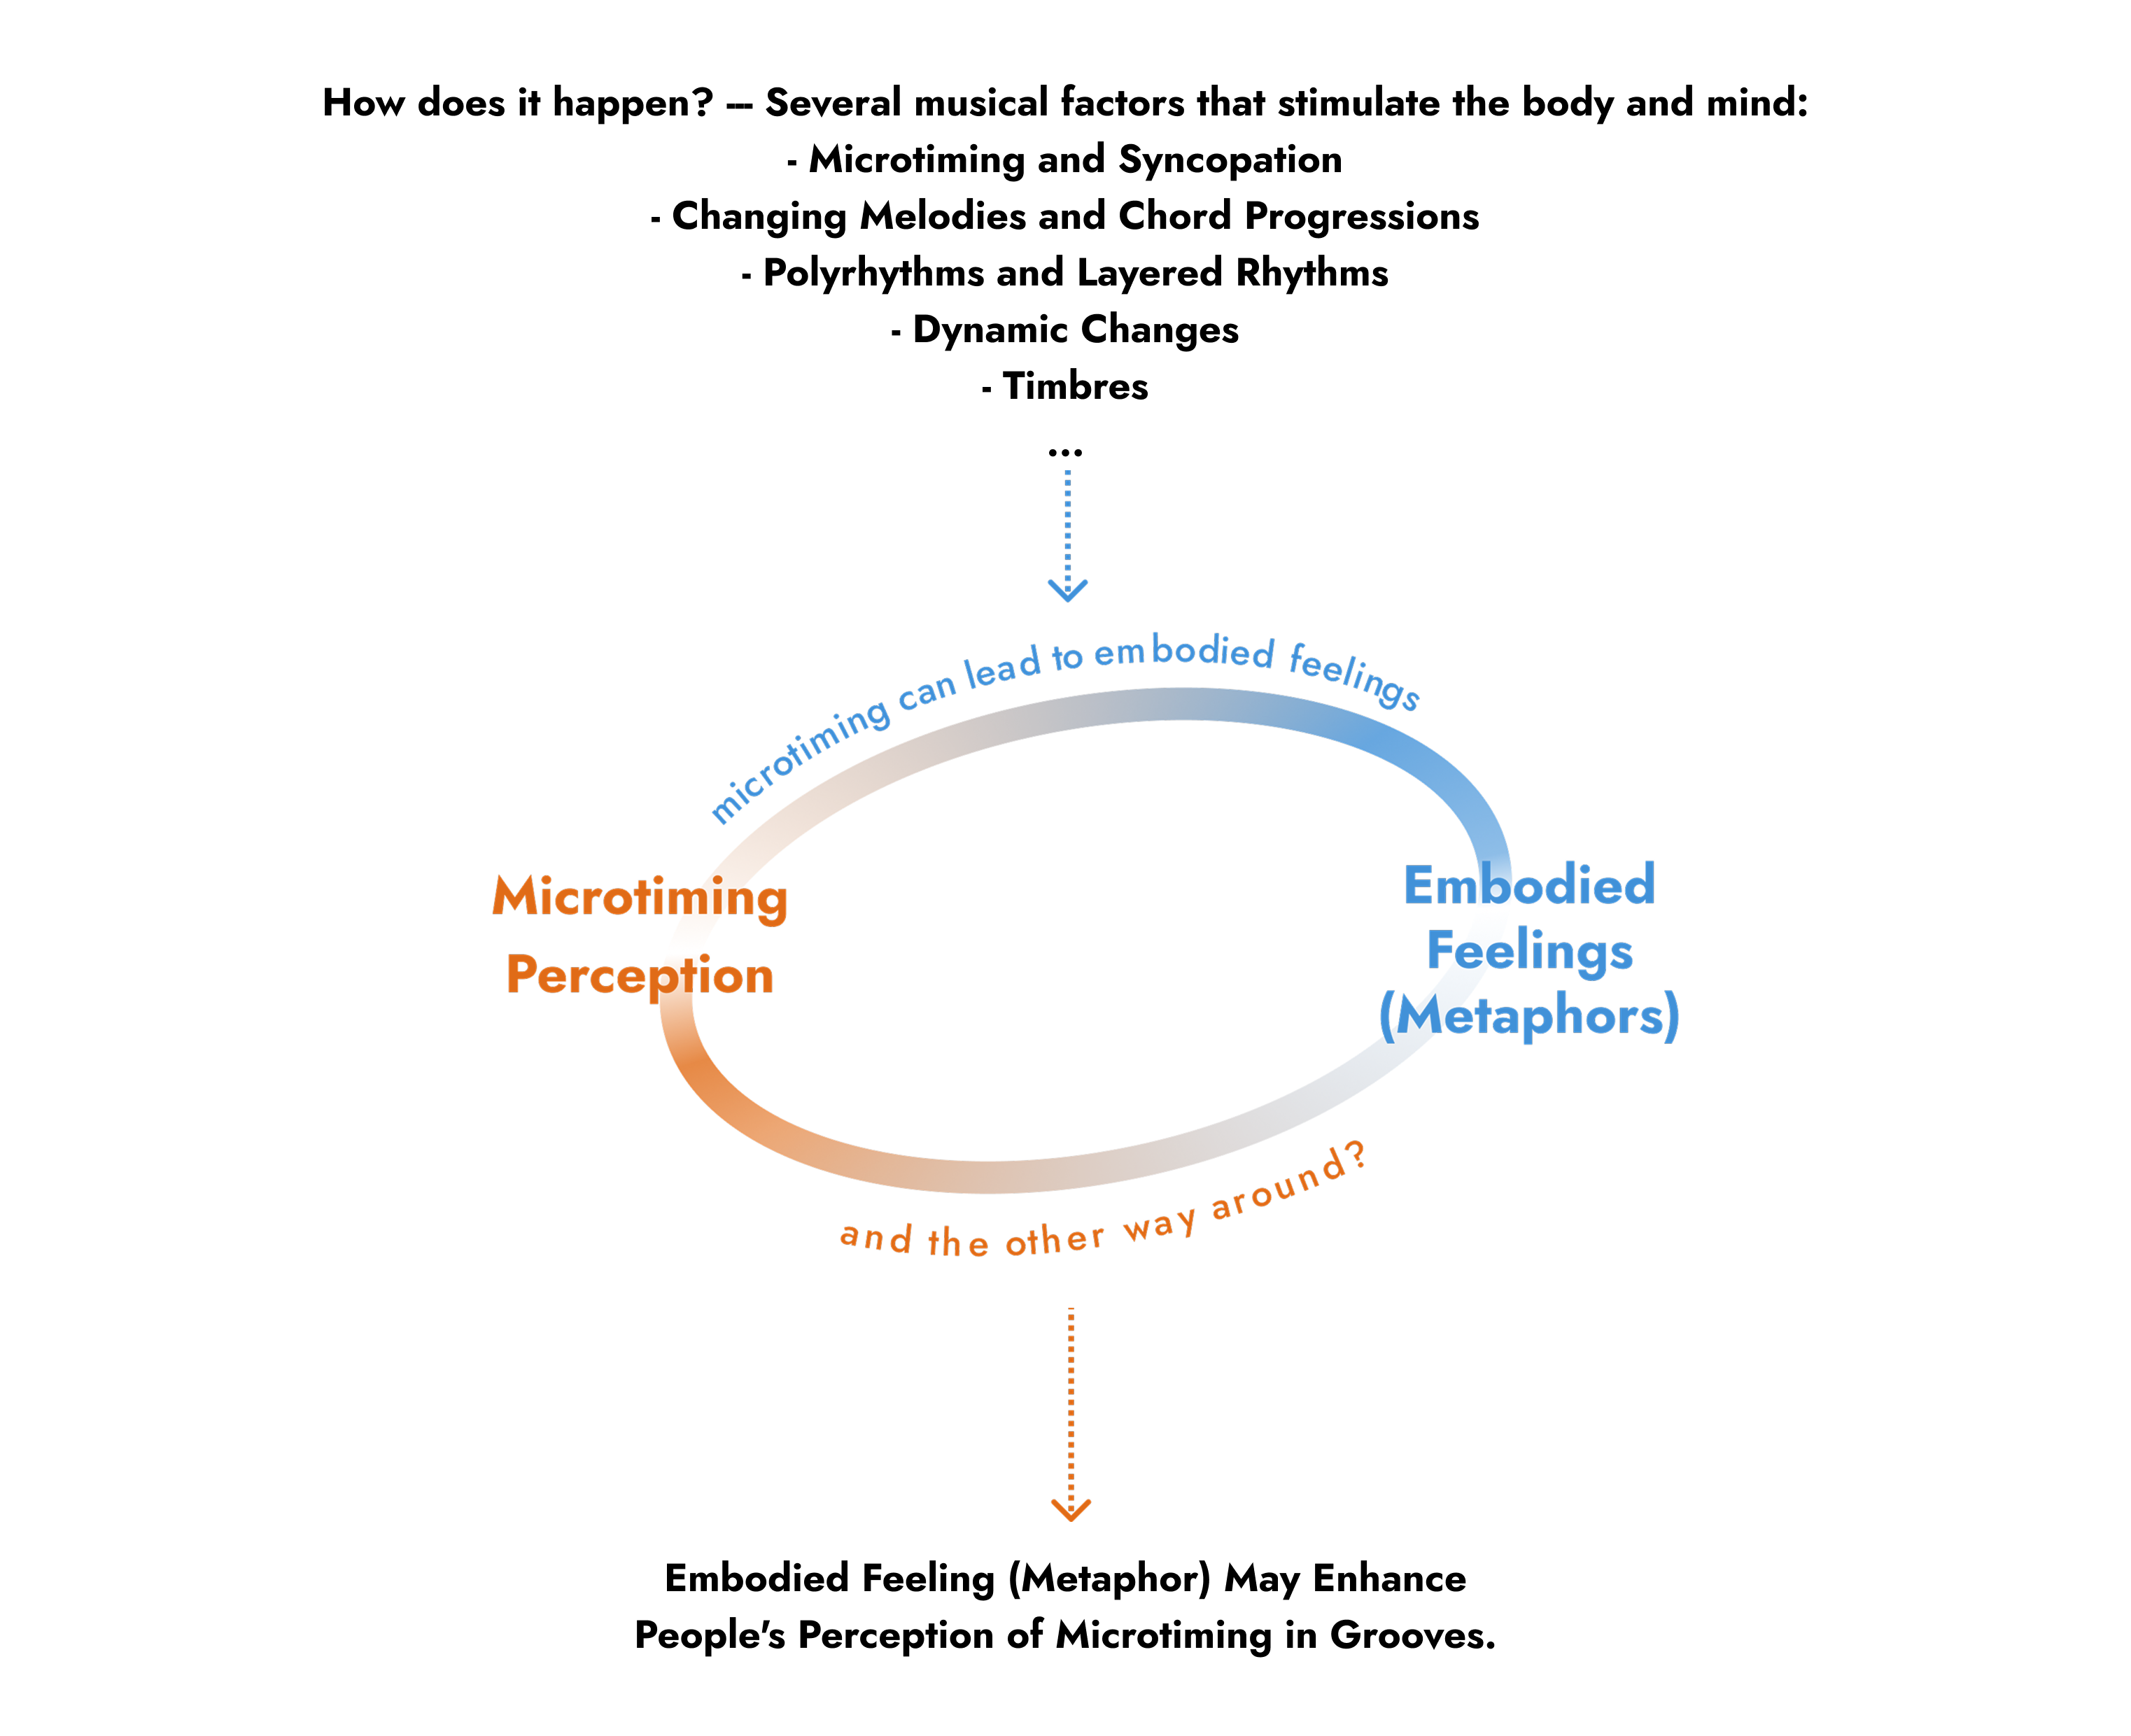 How does it happen? --- Several musical factors that stimulate the body and mind:
- Microtiming and Syncopation
- Changing Melodies and Chord Progressions
- Polyrhythms and Layered Rhythms
- Dynamic Changes
- Timbres
...
microtiming can lead to embodied feelings
Microtiming
Perception
Embodied
Feelings
(Metaphors)
and the other way around?
Embodied Feeling (Metaphor) May Enhance
People's Perception of Microtiming in Grooves.